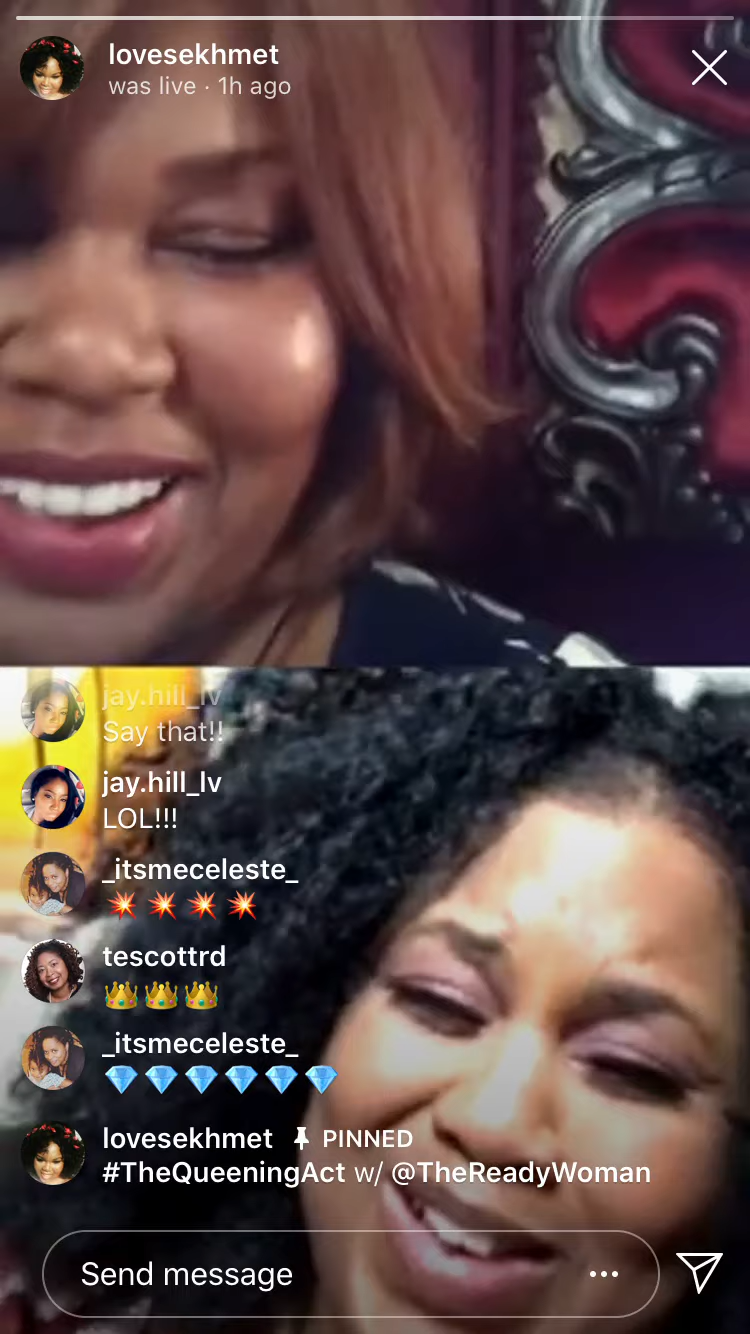 lovesekhmet
was live · 1h ago
jay.hill_lv
Say that!!
jay.hill_lv
LOL!!!
_itsmeceleste_
💥💥💥💥
tescottrd
👑👑👑
_itsmeceleste_
💎💎💎💎💎💎
lovesekhmet 📌 PINNED
#TheQueeningAct w/ @TheReadyWoman
Send message